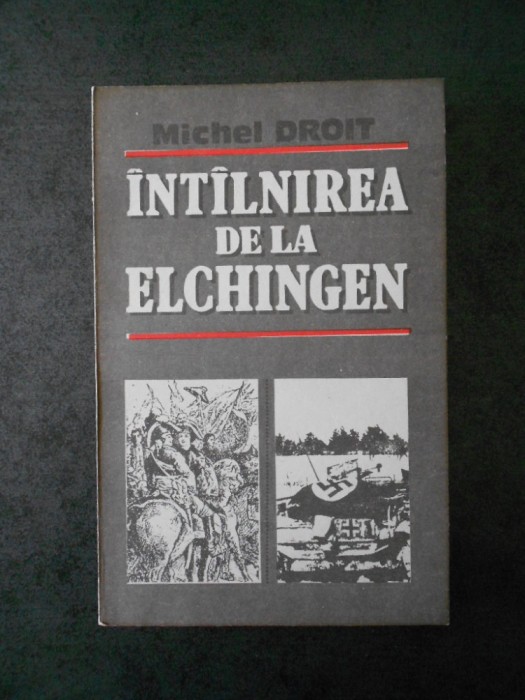 Michel DROIT
ÎNTÎLNIREA
DE LA
ELCHINGEN